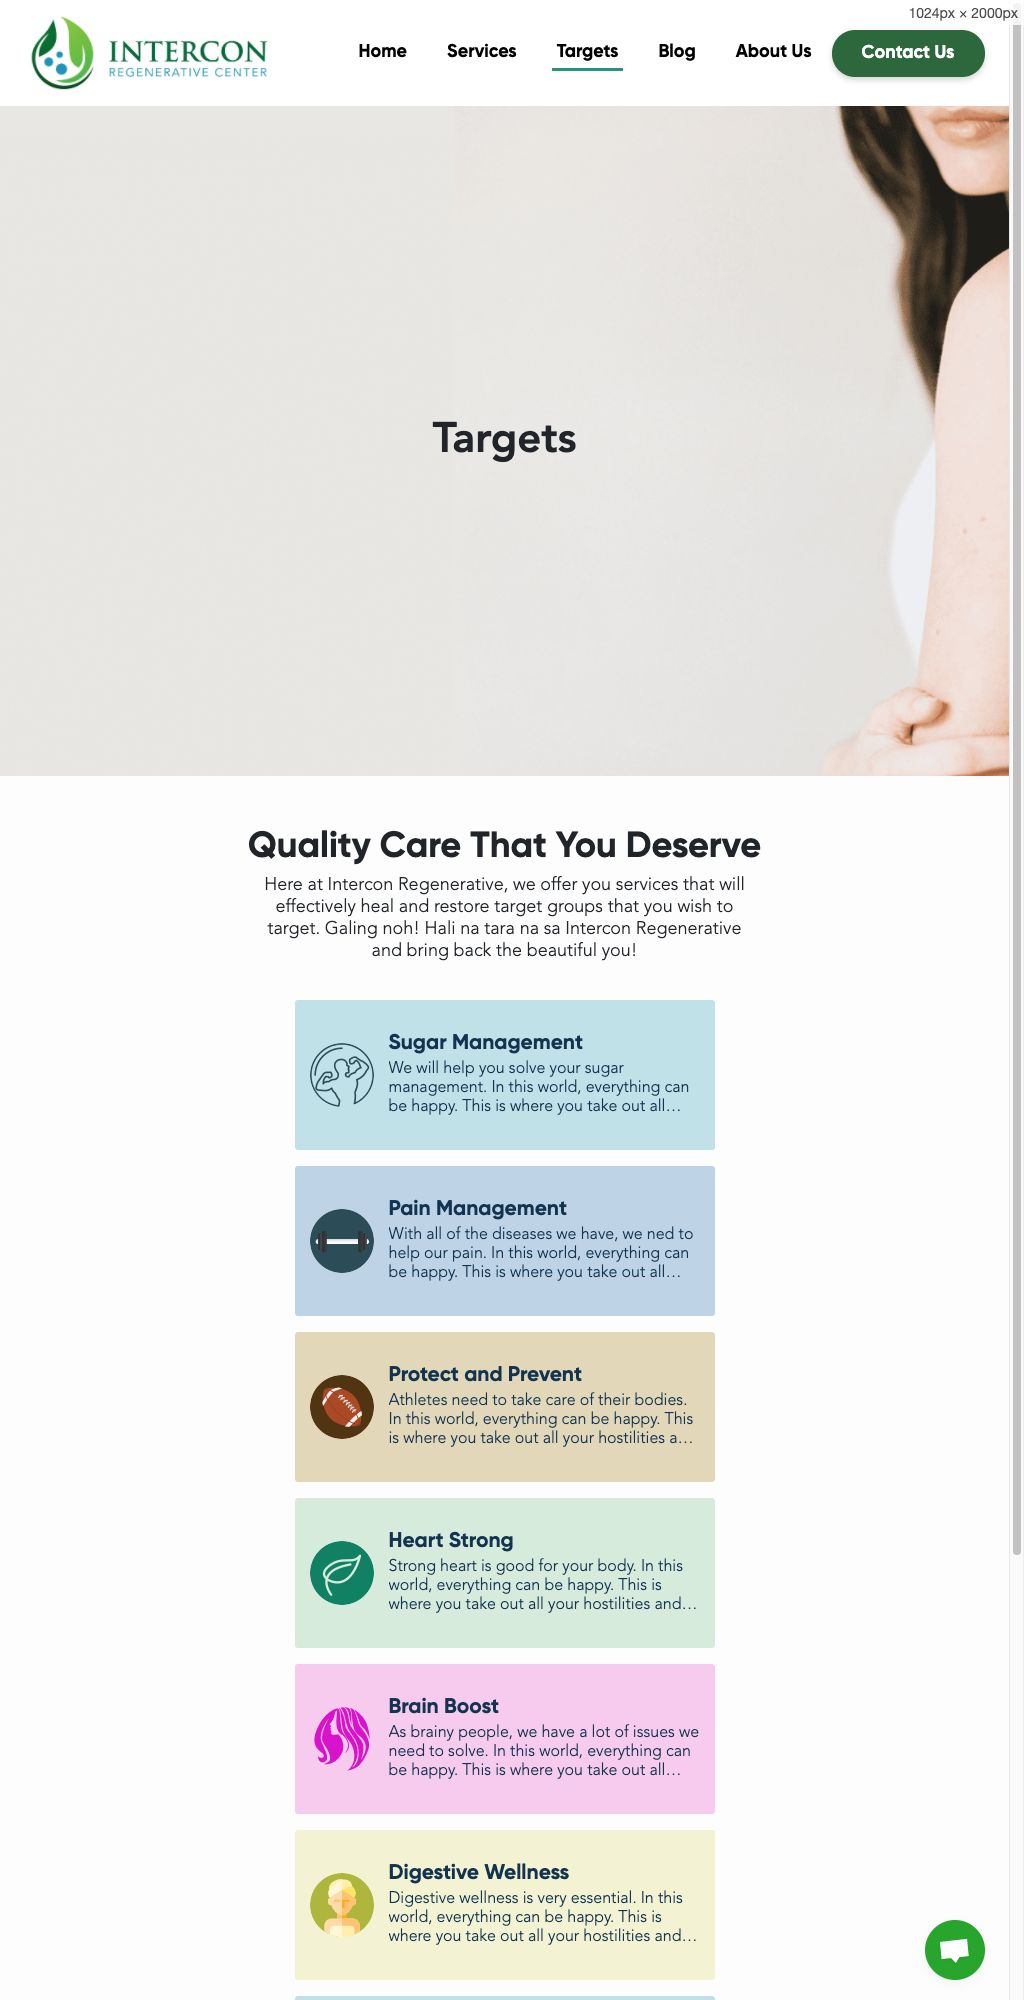 1024px × 2000px
INTERCON
REGENERATIVE CENTER
Home
Services
Targets
Blog
About Us
Contact Us
Targets
Quality Care That You Deserve
Here at Intercon Regenerative, we offer you services that will
effectively heal and restore target groups that you wish to
target. Galing noh! Hali na tara na sa Intercon Regenerative
and bring back the beautiful you!
Sugar Management
We will help you solve your sugar
management. In this world, everything can
be happy. This is where you take out all…
Pain Management
With all of the diseases we have, we ned to
help our pain. In this world, everything can
be happy. This is where you take out all…
Protect and Prevent
Athletes need to take care of their bodies.
In this world, everything can be happy. This
is where you take out all your hostilities a…
Heart Strong
Strong heart is good for your body. In this
world, everything can be happy. This is
where you take out all your hostilities and…
Brain Boost
As brainy people, we have a lot of issues we
need to solve. In this world, everything can
be happy. This is where you take out all…
Digestive Wellness
Digestive wellness is very essential. In this
world, everything can be happy. This is
where you take out all your hostilities and…